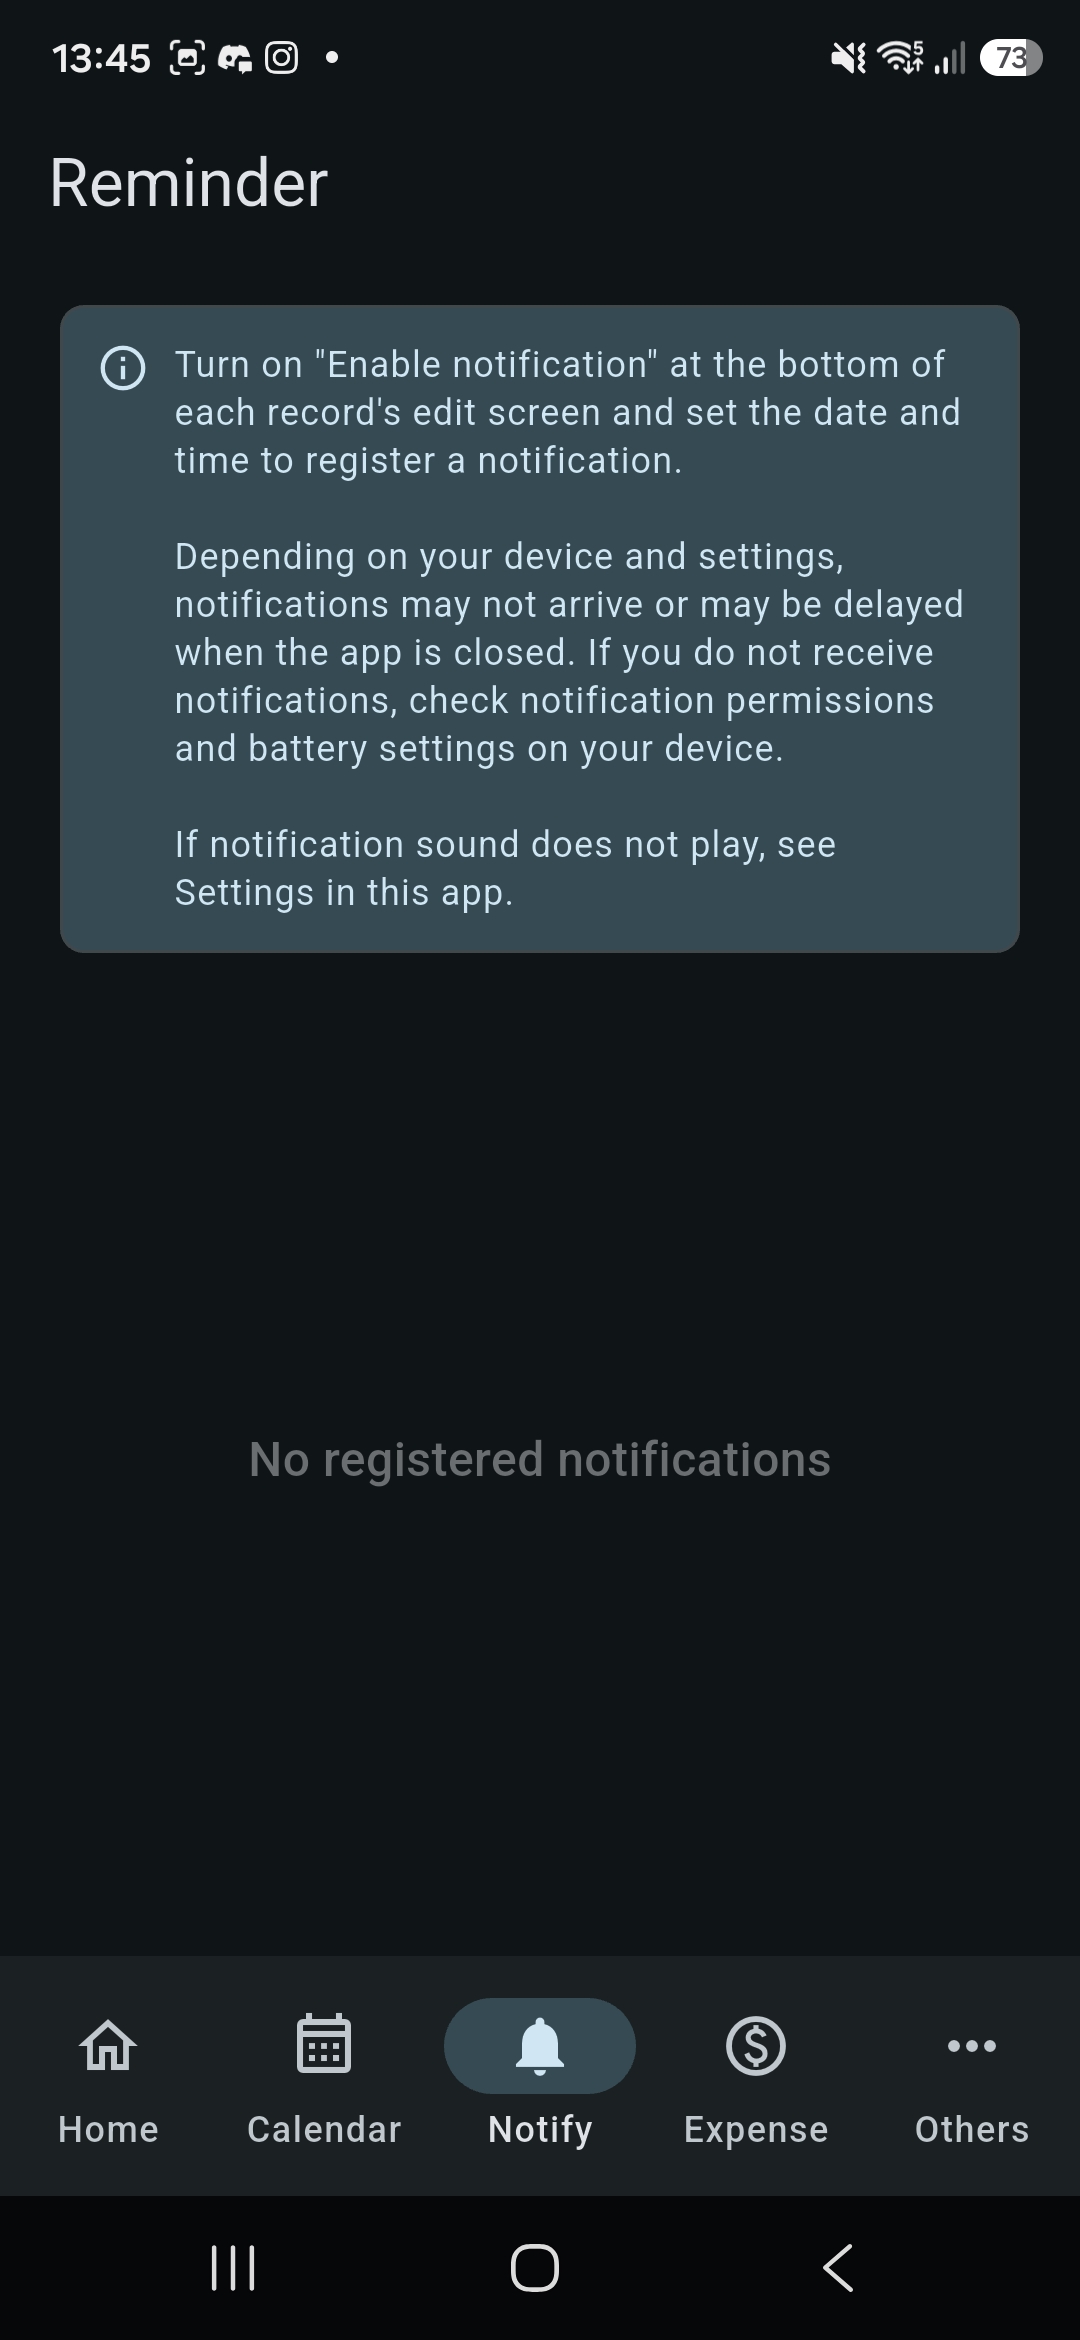 13:45
5
73
Reminder
Turn on "Enable notification" at the bottom of
each record's edit screen and set the date and
time to register a notification.
Depending on your device and settings,
notifications may not arrive or may be delayed
when the app is closed. If you do not receive
notifications, check notification permissions
and battery settings on your device.
If notification sound does not play, see
Settings in this app.
No registered notifications
Home
Calendar
Notify
Expense
Others